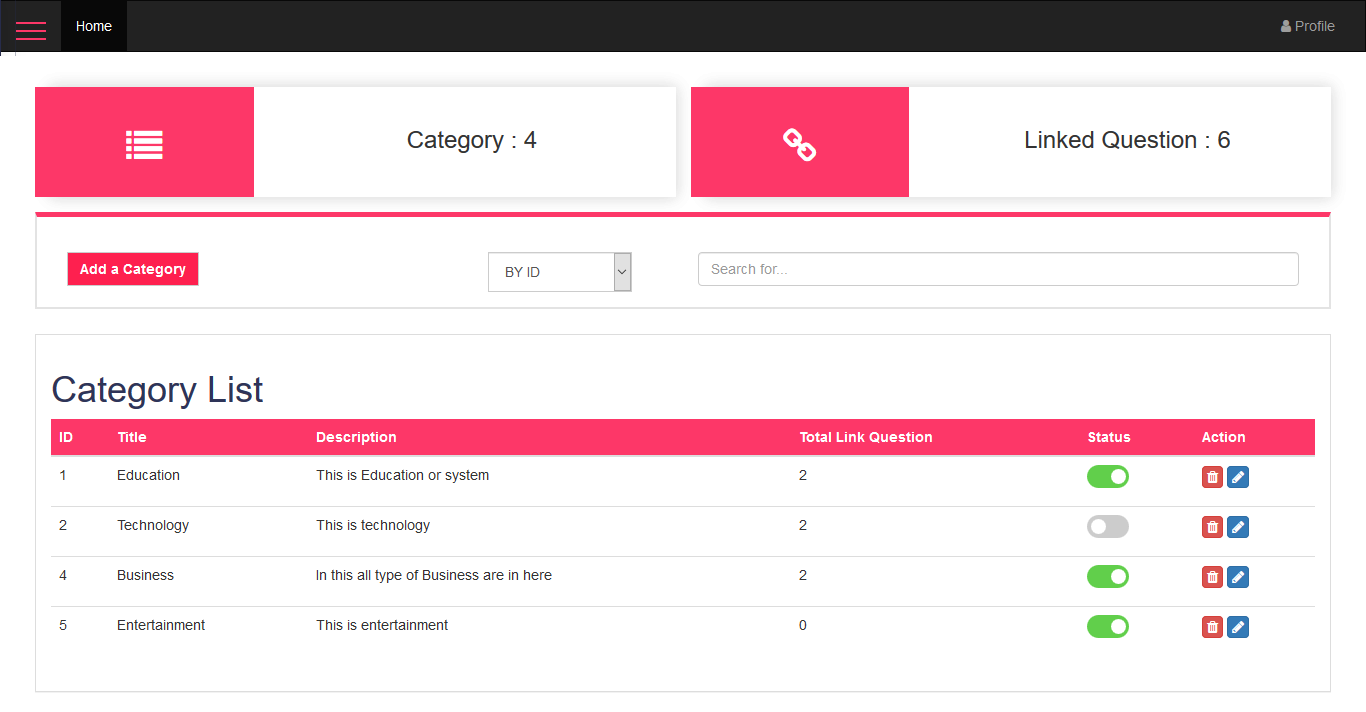 Home Profile
Category : 4 Linked Question : 6
Add a Category BY ID Search for...
Category List
ID Title Description Total Link Question Status Action
1 Education This is Education or system 2
2 Technology This is technology 2
4 Business In this all type of Business are in here 2
5 Entertainment This is entertainment 0